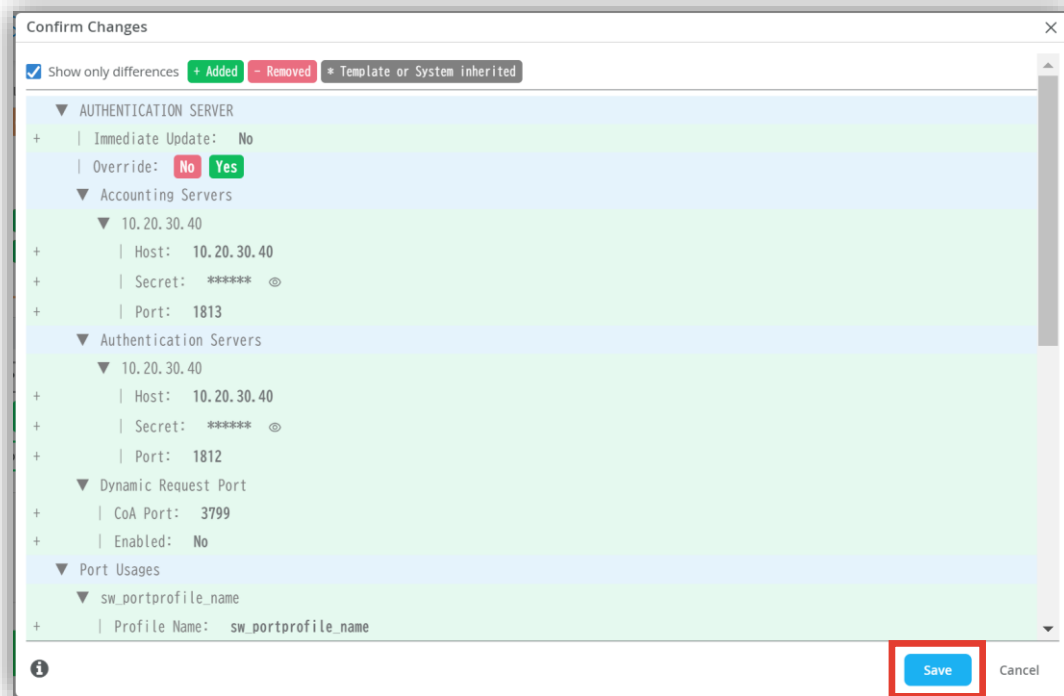 Confirm Changes
Show only differences + Added - Removed * Template or System inherited
▼ AUTHENTICATION SERVER
+ | Immediate Update: No
| Override: No Yes
▼ Accounting Servers
▼ 10.20.30.40
+ | Host: 10.20.30.40
+ | Secret: ******
+ | Port: 1813
▼ Authentication Servers
▼ 10.20.30.40
+ | Host: 10.20.30.40
+ | Secret: ******
+ | Port: 1812
▼ Dynamic Request Port
+ | CoA Port: 3799
+ | Enabled: No
▼ Port Usages
▼ sw_portprofile_name
+ | Profile Name: sw_portprofile_name
Save Cancel